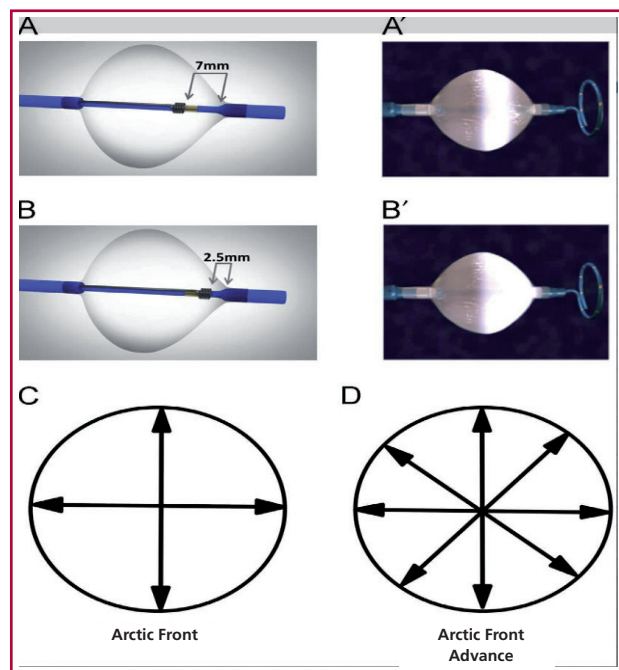 A
A′
7mm
B
B′
2.5mm
C
D
Arctic Front
Arctic Front
Advance